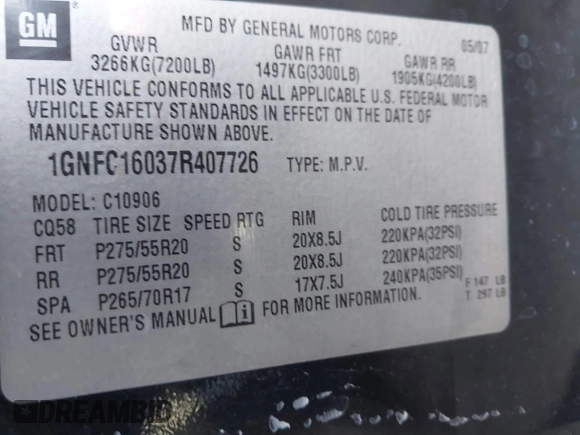 GM
MFD BY GENERAL MOTORS CORP.
05/07
GVWR GAWR FRT GAWR RR
3266KG(7200LB) 1497KG(3300LB) 1905KG(4200LB)
THIS VEHICLE CONFORMS TO ALL APPLICABLE U.S. FEDERAL MOTOR
VEHICLE SAFETY STANDARDS IN EFFECT ON THE DATE OF
MANUFACTURE SHOWN ABOVE.
1GNFC16037R407726 TYPE: M.P.V.
MODEL: C10906
CQ58 TIRE SIZE SPEED RTG RIM COLD TIRE PRESSURE
FRT P275/55R20 S 20X8.5J 220KPA(32PSI)
RR P275/55R20 S 20X8.5J 220KPA(32PSI)
SPA P265/70R17 S 17X7.5J 240KPA(35PSI)
F 147 LB
T 297 LB
SEE OWNER'S MANUAL i FOR MORE INFORMATION.
DREAMBID